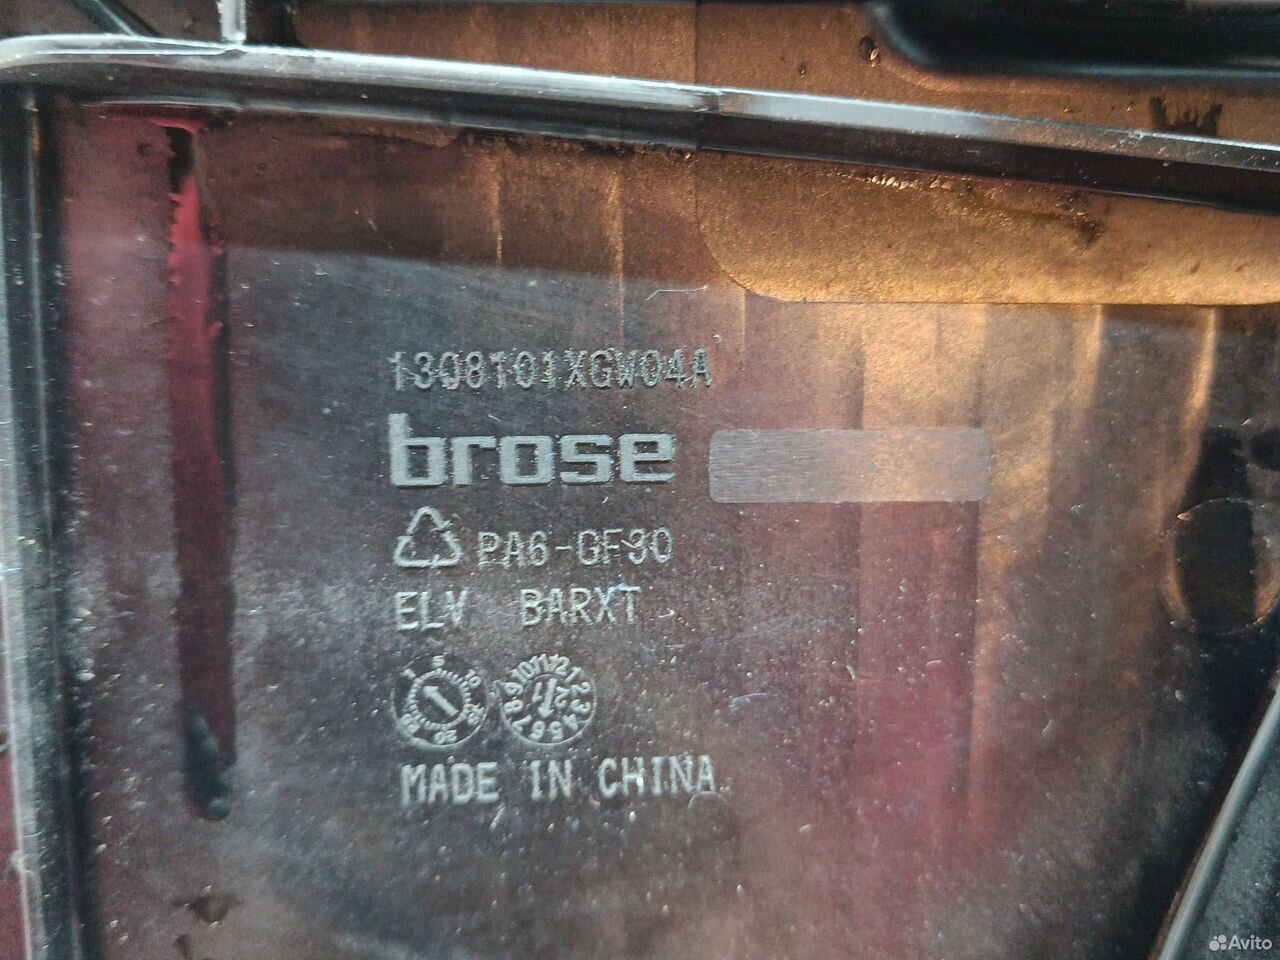 1308101XGW04A
brose
PA6-GF30
ELV BARXT
MADE IN CHINA
Avito